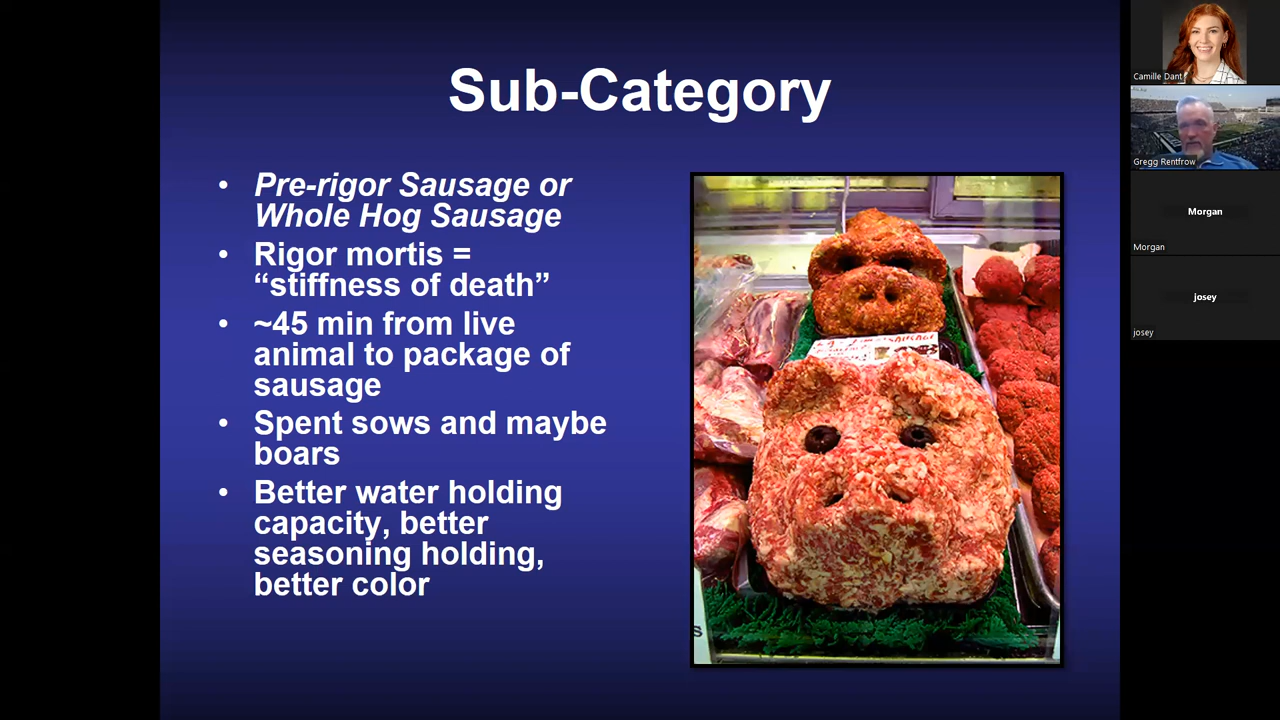 Sub-Category
• Pre-rigor Sausage or
Whole Hog Sausage
• Rigor mortis =
“stiffness of death”
• ~45 min from live
animal to package of
sausage
• Spent sows and maybe
boars
• Better water holding
capacity, better
seasoning holding,
better color
SAUSAGE
Camille Dant
Gregg Rentfrow
Morgan
Morgan
josey
josey